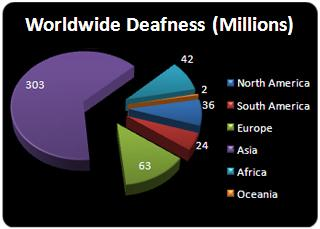 Worldwide Deafness (Millions)
303
42
2
36
24
63
North America
South America
Europe
Asia
Africa
Oceania